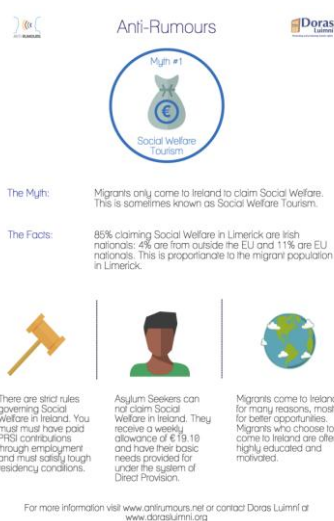 Anti-Rumours
ANTI-RUMOURS
Doras
Luimní
Myth #1
Social Welfare
Tourism
The Myth:
Migrants only come to Ireland to claim Social Welfare.
This is sometimes known as Social Welfare Tourism.
The Facts:
85% claiming Social Welfare in Limerick are Irish
nationals: 4% are from outside the EU and 11% are EU
nationals. This is proportianate to the migrant population
in Limerick.
There are strict rules
governing Social
Welfare in Ireland. You
must must have paid
PRSI contributions
through employment
and must satisfy tough
residency conditions.
Asylum Seekers can
not claim Social
Welfare in Ireland. They
receive a weekly
allowance of €19.10
and have their basic
needs provided for
under the system of
Direct Provision.
Migrants come to Ireland
for many reasons, most
for better opportunities.
Migrants who choose to
come to Ireland are often
highly educated and
motivated.
For more information visit www.antirumours.net or contact Doras Luimní at
www.dorasluimni.org